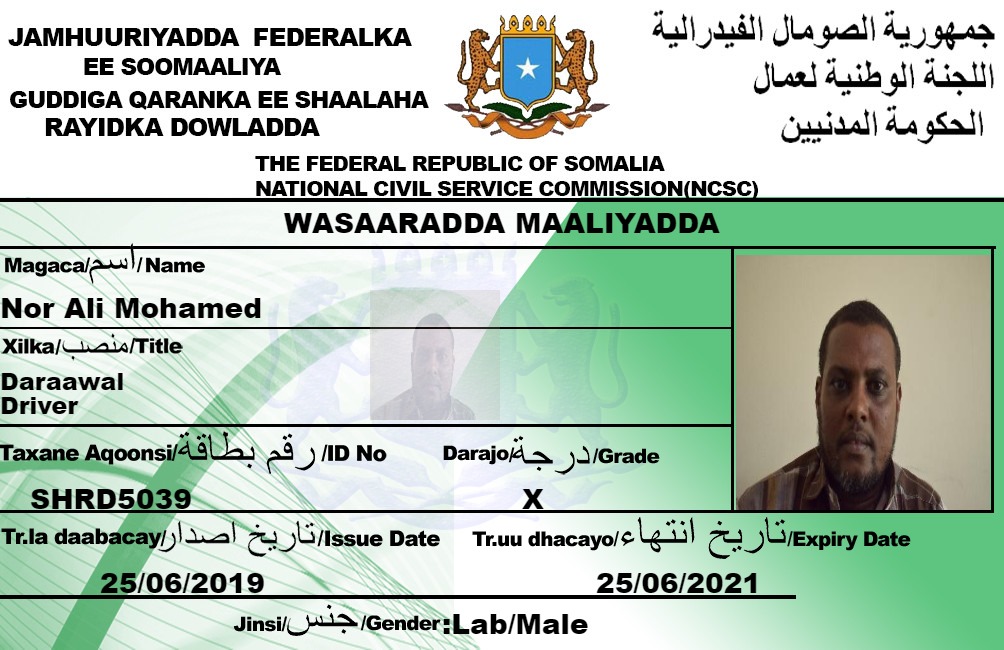 JAMHUURIYADDA FEDERALKA
EE SOOMAALIYA
GUDDIGA QARANKA EE SHAALAHA
RAYIDKA DOWLADDA
جمهورية الصومال الفيدرالية
اللجنة الوطنية لعمال
الحكومة المدنيين
THE FEDERAL REPUBLIC OF SOMALIA
NATIONAL CIVIL SERVICE COMMISSION(NCSC)
WASAARADDA MAALIYADDA
Magaca/اسم/Name
Nor Ali Mohamed
Xilka/منصب/Title
Daraawal
Driver
Taxane Aqoonsi/رقم بطاقة/ID No
Darajo/درجة/Grade
SHRD5039
X
Tr.la daabacay/تاريخ اصدار/Issue Date
Tr.uu dhacayo/تاريخ انتهاء/Expiry Date
25/06/2019
25/06/2021
Jinsi/جنس/Gender:Lab/Male